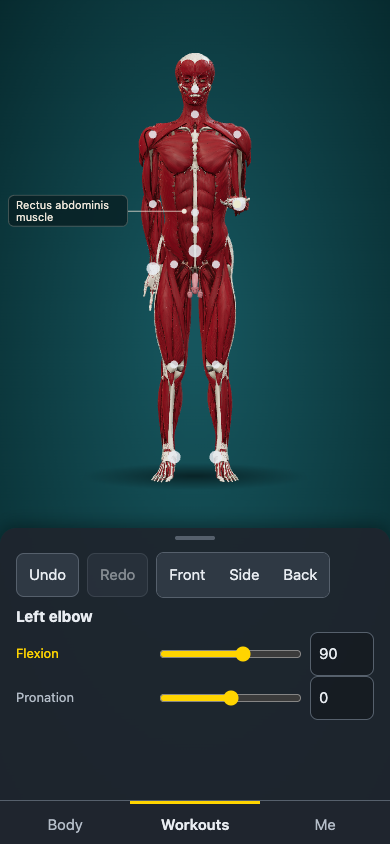 Rectus abdominis
muscle
Undo
Redo
Front
Side
Back
Left elbow
Flexion
90
Pronation
0
Body
Workouts
Me